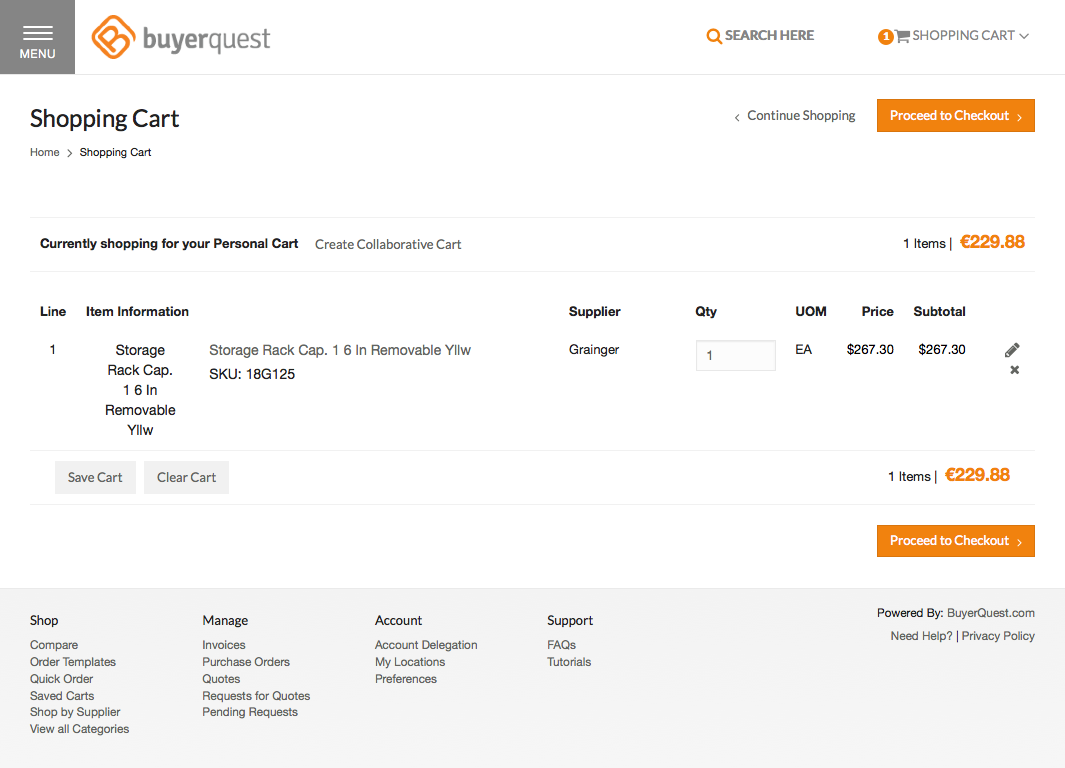 MENU
buyerquest
SEARCH HERE
1 SHOPPING CART
Shopping Cart
Continue Shopping
Proceed to Checkout
Home > Shopping Cart
Currently shopping for your Personal Cart Create Collaborative Cart
1 Items | €229.88
Line Item Information Supplier Qty UOM Price Subtotal
1
Storage
Rack Cap.
1 6 In
Removable
Yllw
Storage Rack Cap. 1 6 In Removable Yllw
SKU: 18G125
Grainger 1 EA $267.30 $267.30
Save Cart Clear Cart
1 Items | €229.88
Proceed to Checkout
Shop
Compare
Order Templates
Quick Order
Saved Carts
Shop by Supplier
View all Categories
Manage
Invoices
Purchase Orders
Quotes
Requests for Quotes
Pending Requests
Account
Account Delegation
My Locations
Preferences
Support
FAQs
Tutorials
Powered By: BuyerQuest.com
Need Help? | Privacy Policy